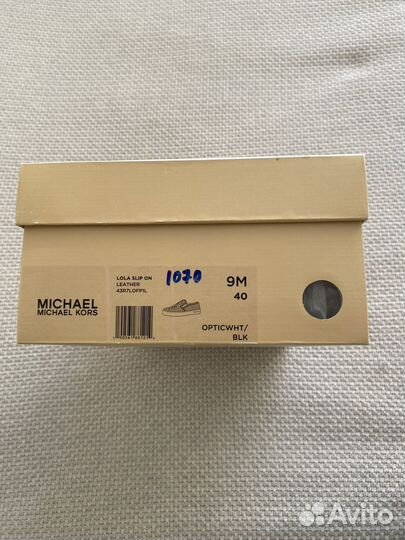 LOLA SLIP ON
LEATHER
43R7LOFP1L
1070
9M
40
MICHAEL
MICHAEL KORS
OPTICWHT/
BLK
Avito